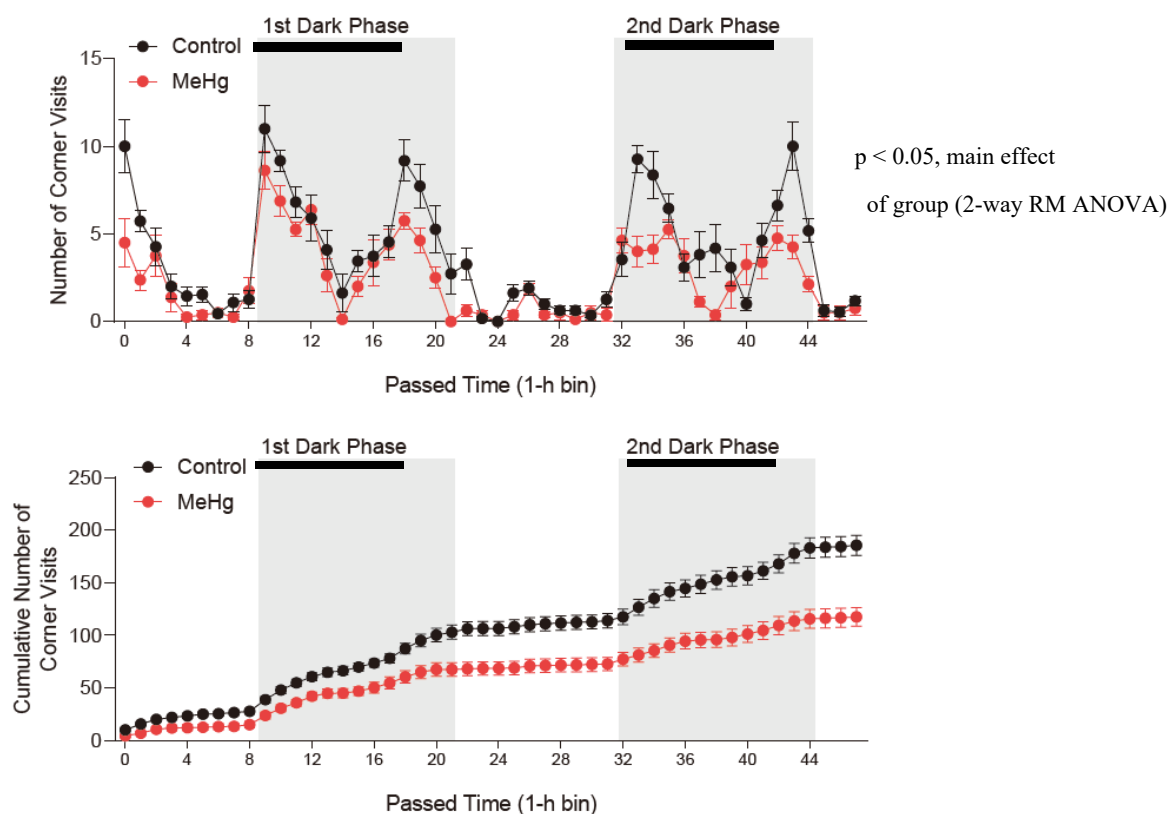 1st Dark Phase
2nd Dark Phase
Control
MeHg
Number of Corner Visits
15
10
5
0
0 4 8 12 16 20 24 28 32 36 40 44
Passed Time (1-h bin)
p < 0.05, main effect
of group (2-way RM ANOVA)
1st Dark Phase
2nd Dark Phase
Control
MeHg
Cumulative Number of
Corner Visits
250
200
150
100
50
0
0 4 8 12 16 20 24 28 32 36 40 44
Passed Time (1-h bin)